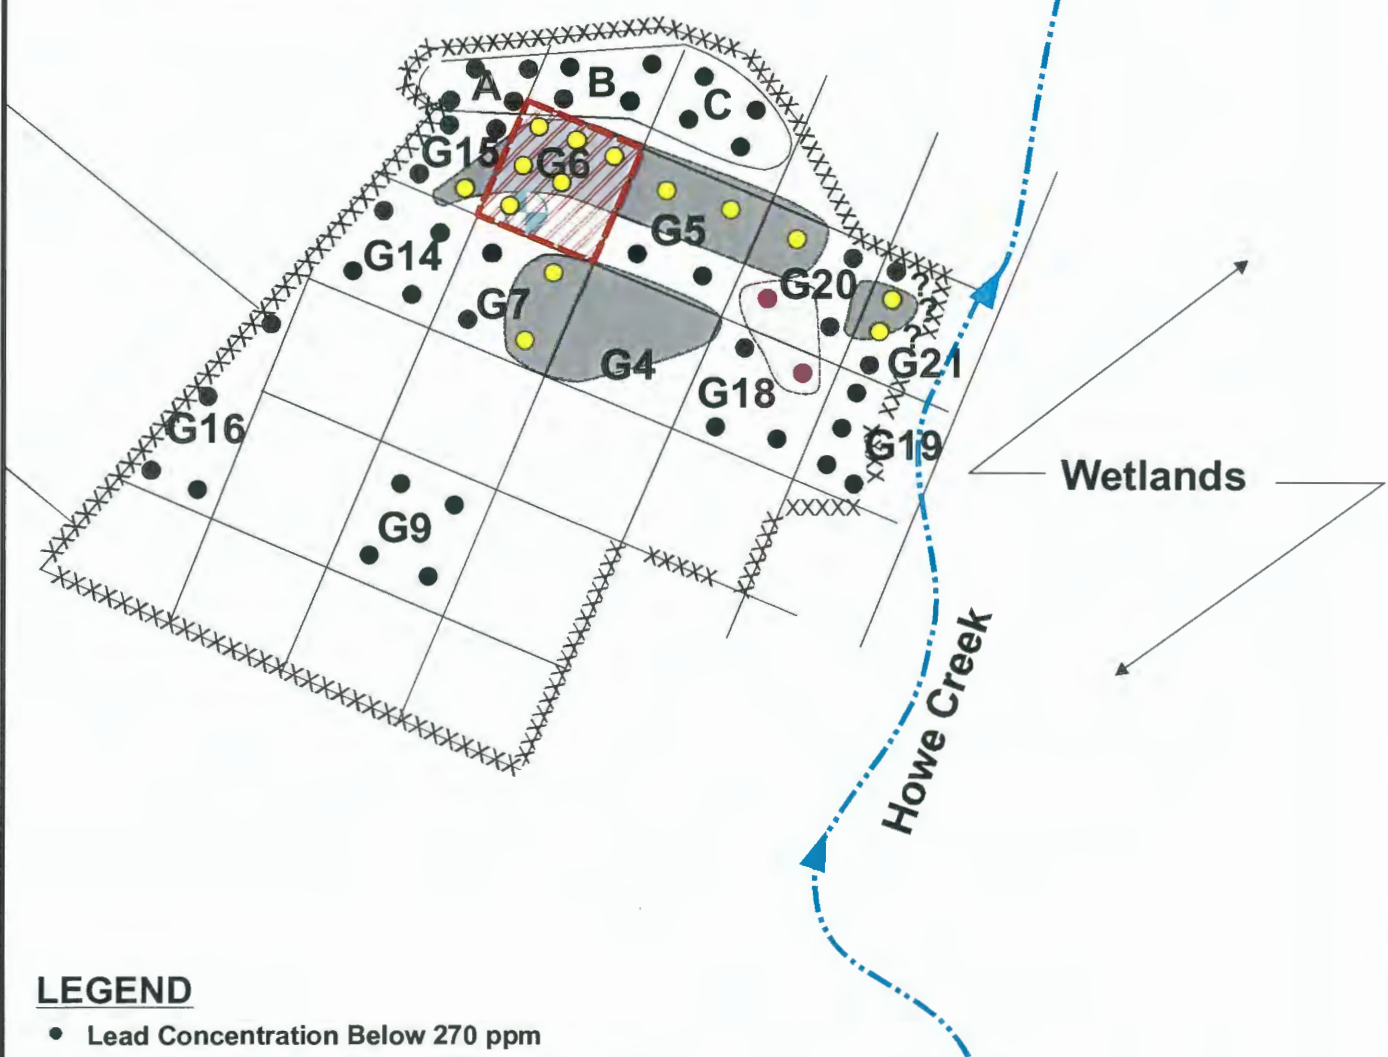 A
B
C
G15
G6
G5
G14
G20
?
?
?
G7
G4
G21
G18
G16
G19
Wetlands
G9
Howe Creek
LEGEND
Lead Concentration Below 270 ppm